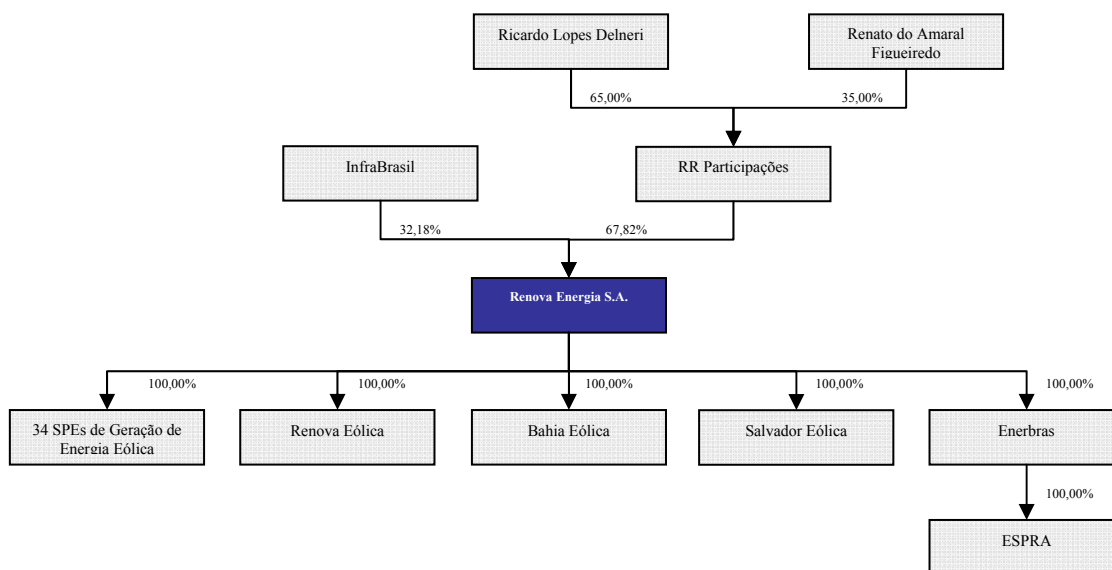 Ricardo Lopes Delneri
Renato do Amaral
Figueiredo
65,00%
35,00%
InfraBrasil
RR Participações
32,18%
67,82%
Renova Energia S.A.
100,00%
100,00%
100,00%
100,00%
100,00%
34 SPEs de Geração de
Energia Eólica
Renova Eólica
Bahia Eólica
Salvador Eólica
Enerbras
100,00%
ESPRA